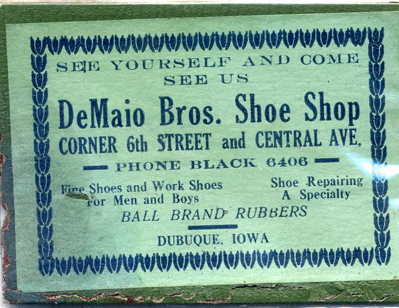 SEE YOURSELF AND COME
SEE US
DeMaio Bros. Shoe Shop
CORNER 6th STREET and CENTRAL AVE.
PHONE BLACK 6406
Fine Shoes and Work Shoes
For Men and Boys
Shoe Repairing
A Specialty
BALL BRAND RUBBERS
DUBUQUE, IOWA